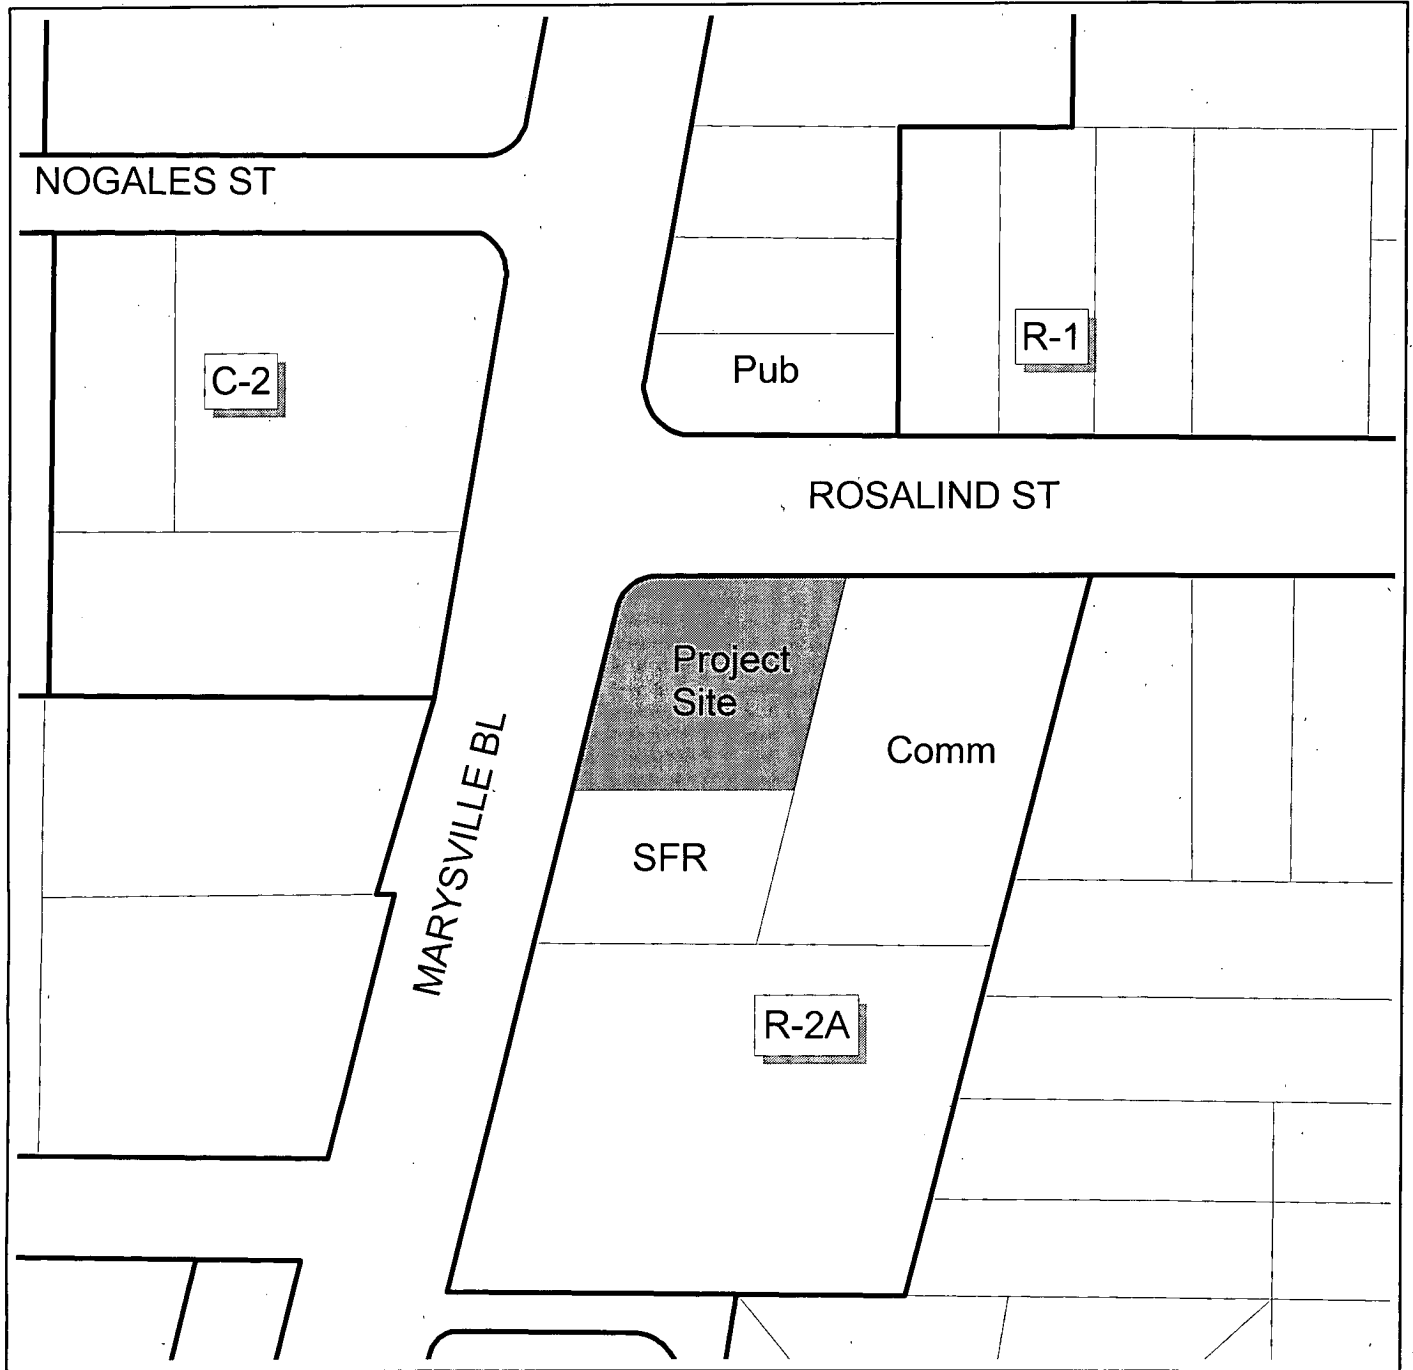 NOGALES ST
C-2
Pub
R-1
ROSALIND ST
Project
Site
Comm
MARYSVILLE BL
SFR
R-2A